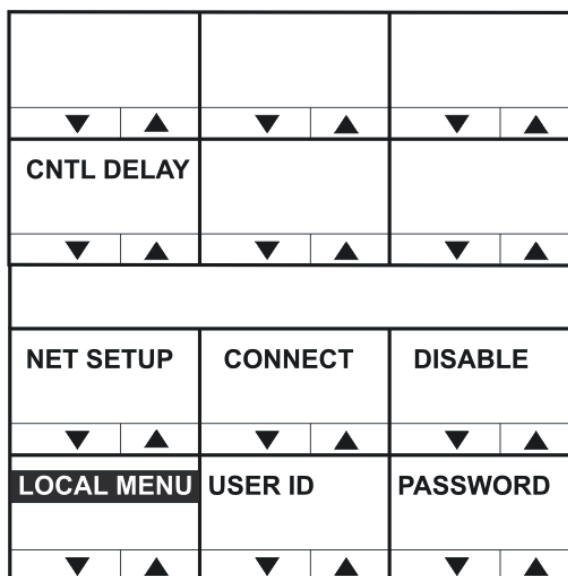 CNTL DELAY
NET SETUP CONNECT DISABLE
LOCAL MENU USER ID PASSWORD